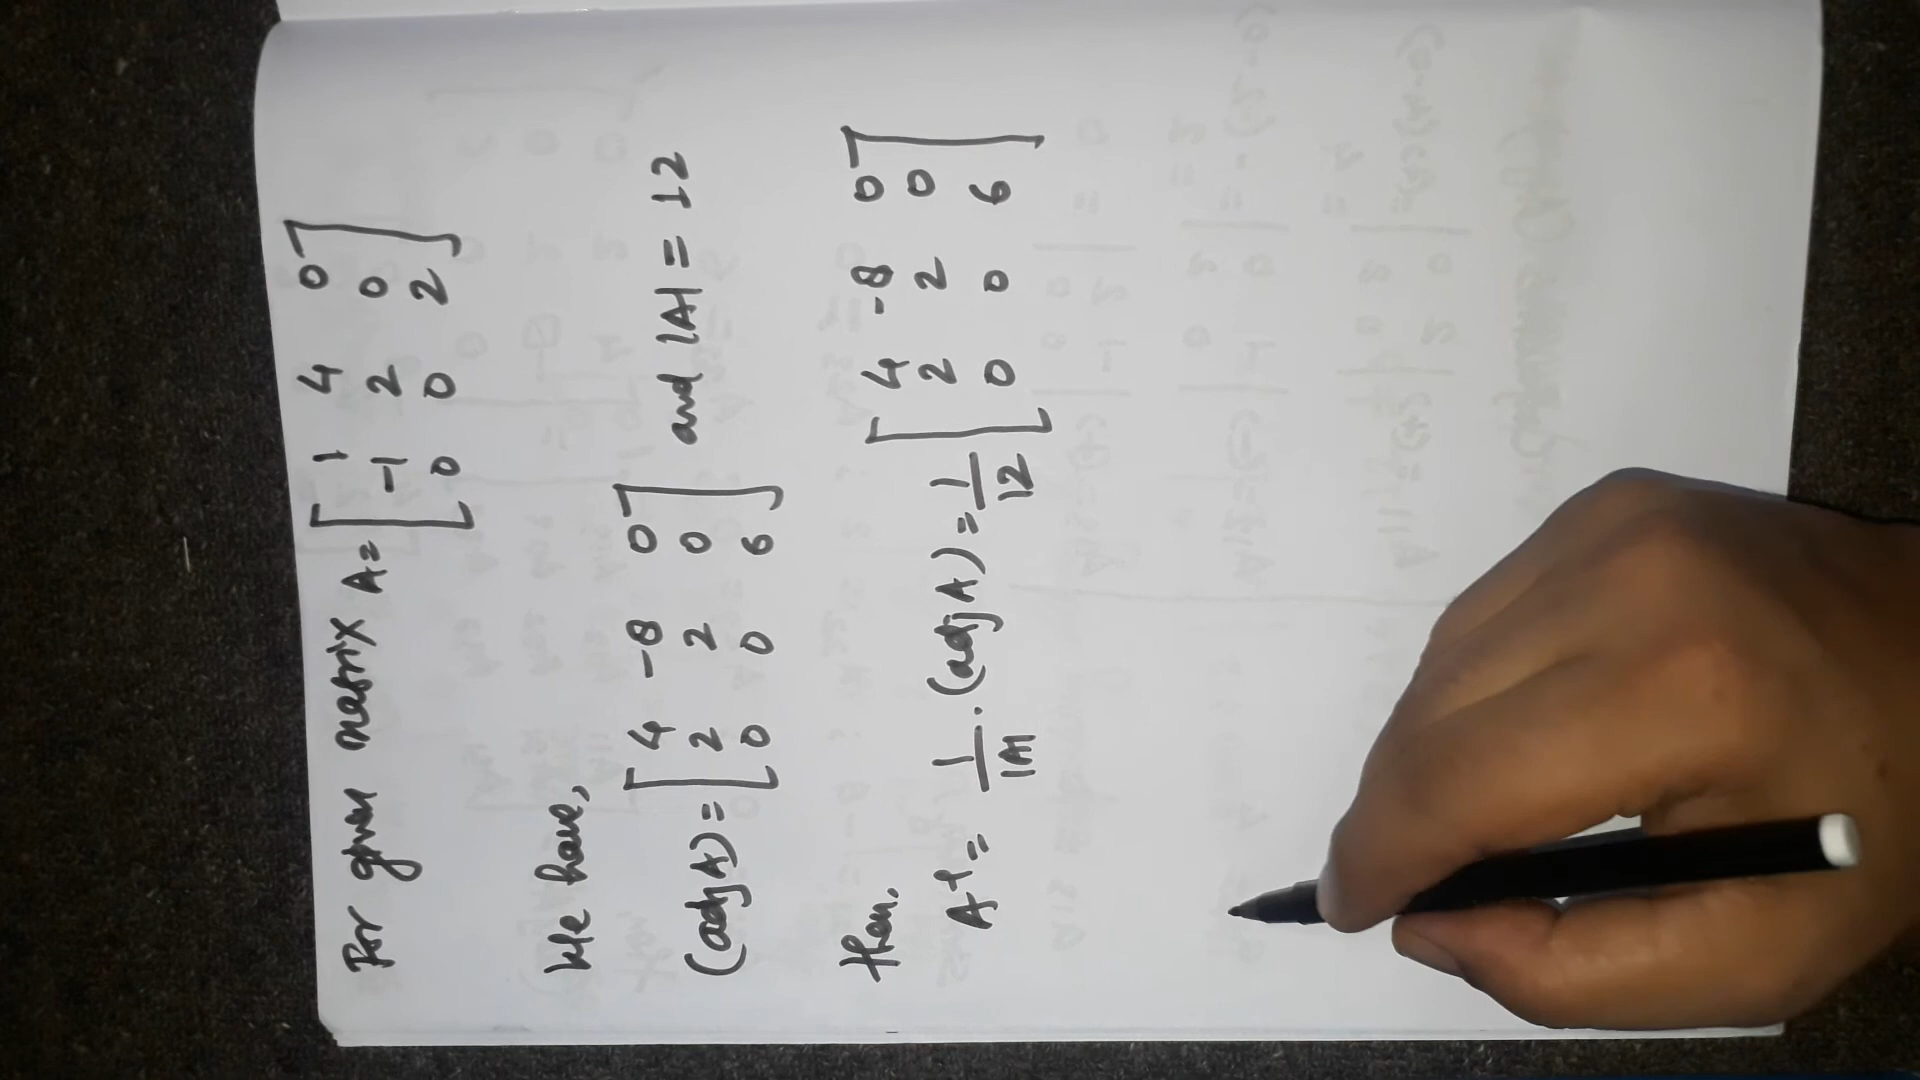 For given matrix A = [ 1 4 0
-1 2 0
0 0 2 ]
We have,
(adj A) = [ 4 -8 0
2 2 0
0 0 6 ] and |A| = 12
then.
A⁻¹ = 1/|A| . (adj A) = 1/12 [ 4 -8 0
2 2 0
0 0 6 ]